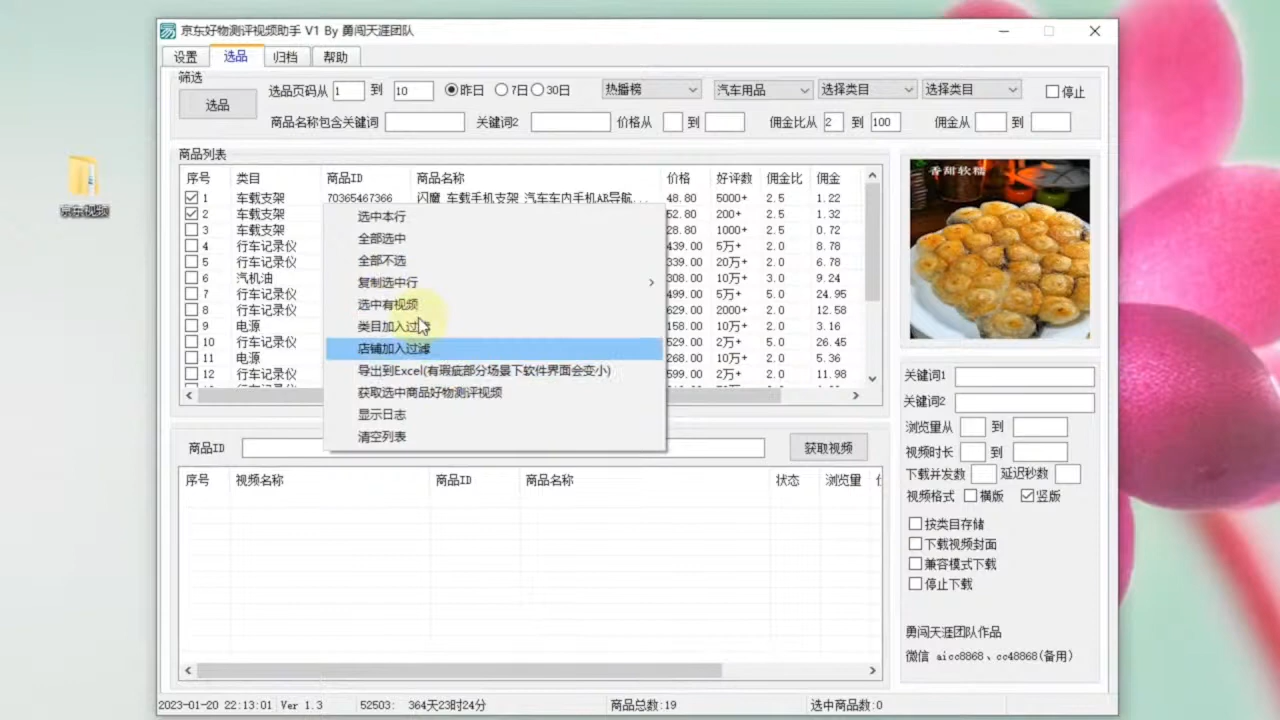 京东好物测评视频助手 V1 By 勇闯天涯团队
设置 选品 归档 帮助
筛选
选品 选品页码从 1 到 10 昨日 7日 30日 热播榜 汽车用品 选择类目 选择类目 停止
商品名称包含关键词 关键词2 价格从 到 佣金比从 2 到 100 佣金从 到
商品列表
序号 类目 商品ID 商品名称 价格 好评数 佣金比 佣金
1 车载支架 70365467366 闪魔 车载手机支架 汽车车内手机AR导航... 48.80 5000+ 2.5 1.22
2 车载支架 52.80 200+ 2.5 1.32
3 车载支架 28.80 1000+ 2.5 0.72
4 行车记录仪 439.00 5万+ 2.0 8.78
5 行车记录仪 339.00 20万+ 2.0 6.78
6 汽机油 308.00 10万+ 3.0 9.24
7 行车记录仪 499.00 5万+ 5.0 24.95
8 行车记录仪 629.00 2000+ 2.0 12.58
9 电源 158.00 10万+ 2.0 3.16
10 行车记录仪 529.00 2万+ 5.0 26.45
11 电源 268.00 10万+ 2.0 5.36
12 行车记录仪 599.00 2万+ 2.0 11.98
选中本行
全部选中
全部不选
复制选中行
选中有视频
类目加入过滤
店铺加入过滤
导出到Excel(有瑕疵部分场景下软件界面会变小)
获取选中商品好物测评视频
显示日志
清空列表
商品ID 获取视频
序号 视频名称 商品ID 商品名称 状态 浏览量
香甜软糯
关键词1
关键词2
浏览量从 到
视频时长 到
下载并发数 延迟秒数
视频格式 横版 竖版
按类目存储
下载视频封面
兼容模式下载
停止下载
勇闯天涯团队作品
微信 aicc8868、cc48868(备用)
2023-01-20 22:13:01 Ver 1.3 52503: 364天23时24分 商品总数:19 选中商品数:0
京东视频